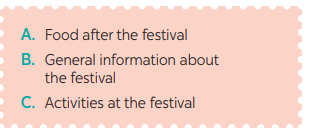 A. Food after the festival
B. General information about
the festival
C. Activities at the festival